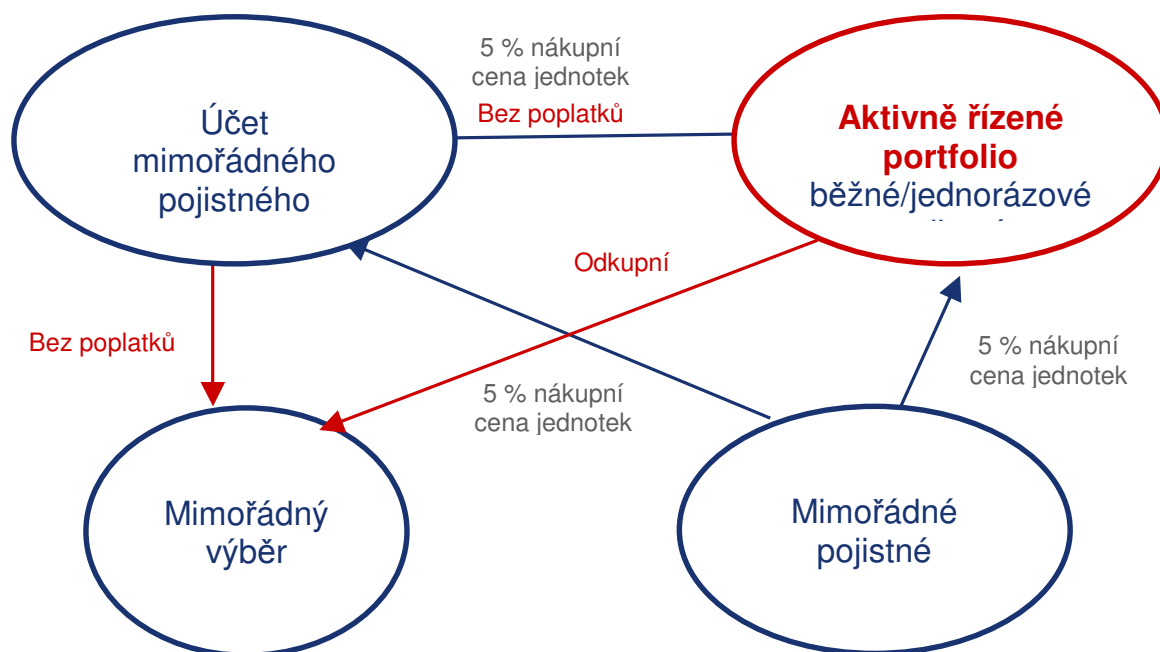 5 % nákupní
cena jednotek
Bez poplatků
Účet
mimořádného
pojistného
Aktivně řízené
portfolio
běžné/jednorázové
Odkupní
Bez poplatků
5 % nákupní
cena jednotek
5 % nákupní
cena jednotek
Mimořádný
výběr
Mimořádné
pojistné